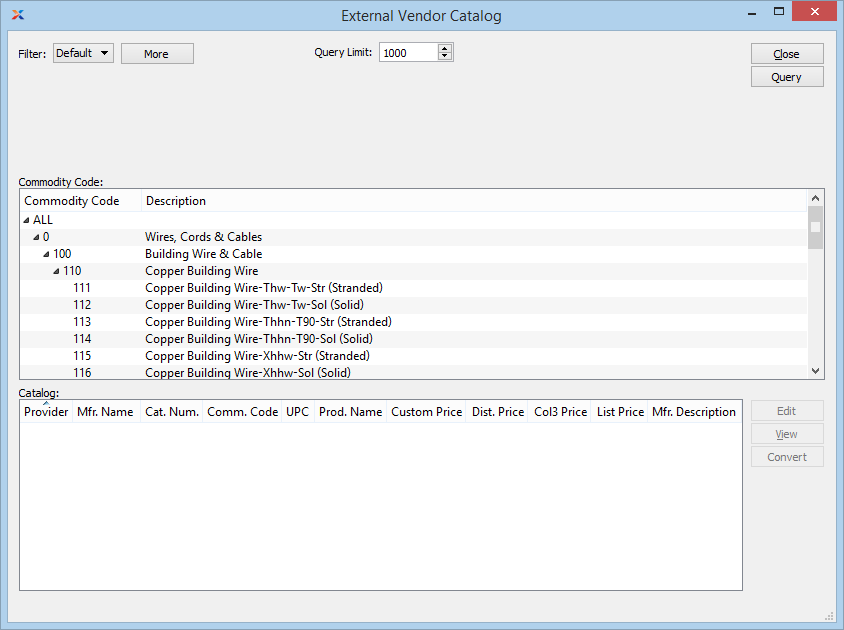 External Vendor Catalog
Filter: Default More Query Limit: 1000 Close
Query
Commodity Code:
Commodity Code Description
ALL
0 Wires, Cords & Cables
100 Building Wire & Cable
110 Copper Building Wire
111 Copper Building Wire-Thw-Tw-Str (Stranded)
112 Copper Building Wire-Thw-Tw-Sol (Solid)
113 Copper Building Wire-Thhn-T90-Str (Stranded)
114 Copper Building Wire-Thhn-T90-Sol (Solid)
115 Copper Building Wire-Xhhw-Str (Stranded)
116 Copper Building Wire-Xhhw-Sol (Solid)
Catalog:
Provider Mfr. Name Cat. Num. Comm. Code UPC Prod. Name Custom Price Dist. Price Col3 Price List Price Mfr. Description Edit
View
Convert